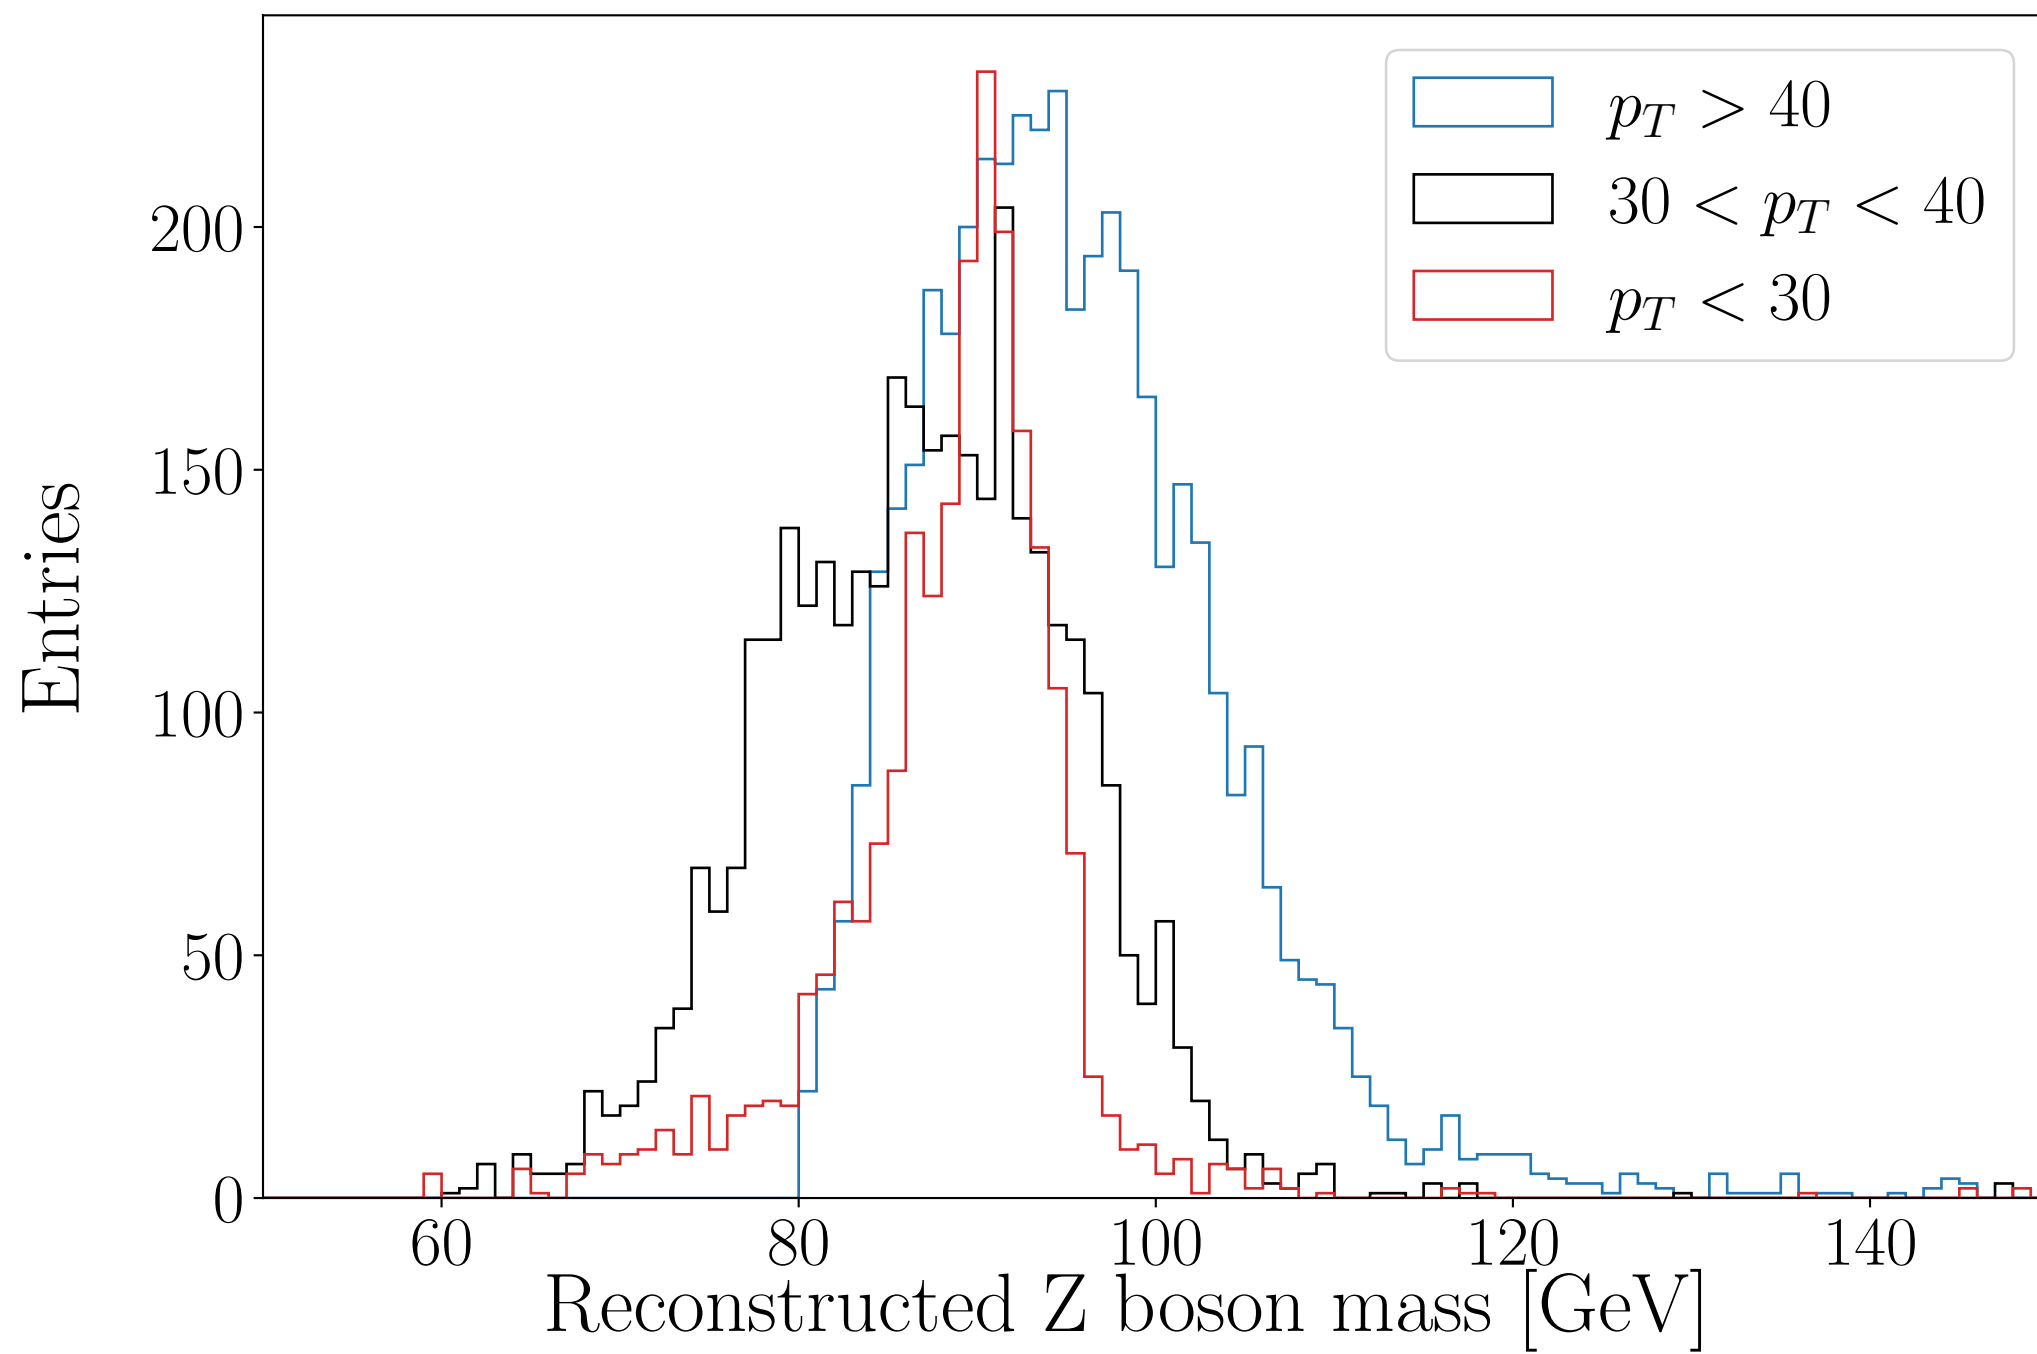 p_T > 40
30 < p_T < 40
p_T < 30
Entries
200
150
100
50
0
60 80 100 120 140
Reconstructed Z boson mass [GeV]